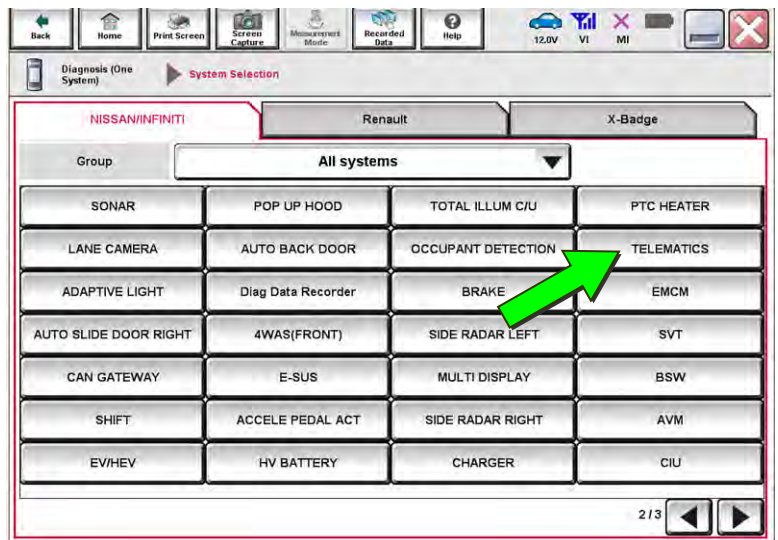 Back
Home
Print Screen
Screen
Capture
Measurement
Mode
Recorded
Data
Help
12.0V
VI
MI
Diagnosis (One
System)
System Selection
NISSAN/INFINITI
Renault
X-Badge
Group
All systems
SONAR
POP UP HOOD
TOTAL ILLUM C/U
PTC HEATER
LANE CAMERA
AUTO BACK DOOR
OCCUPANT DETECTION
TELEMATICS
ADAPTIVE LIGHT
Diag Data Recorder
BRAKE
EMCM
AUTO SLIDE DOOR RIGHT
4WAS(FRONT)
SIDE RADAR LEFT
SVT
CAN GATEWAY
E-SUS
MULTI DISPLAY
BSW
SHIFT
ACCELE PEDAL ACT
SIDE RADAR RIGHT
AVM
EV/HEV
HV BATTERY
CHARGER
CIU
2/3